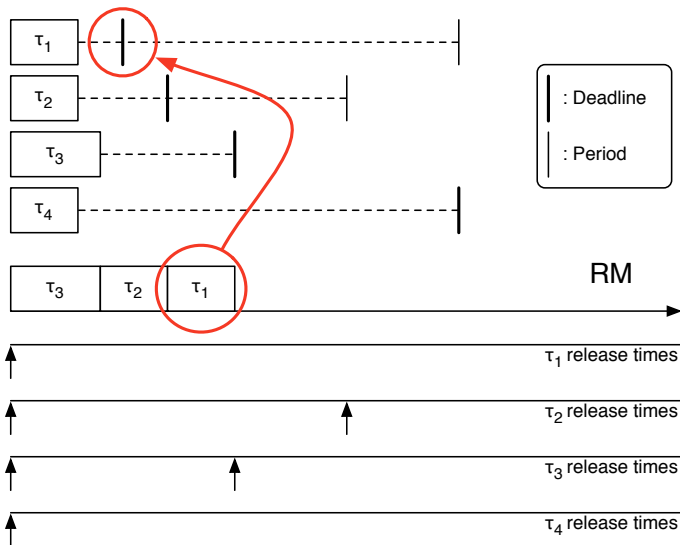 τ1
τ2
: Deadline
: Period
τ3
τ4
τ3 τ2 τ1 RM
τ1 release times
τ2 release times
τ3 release times
τ4 release times